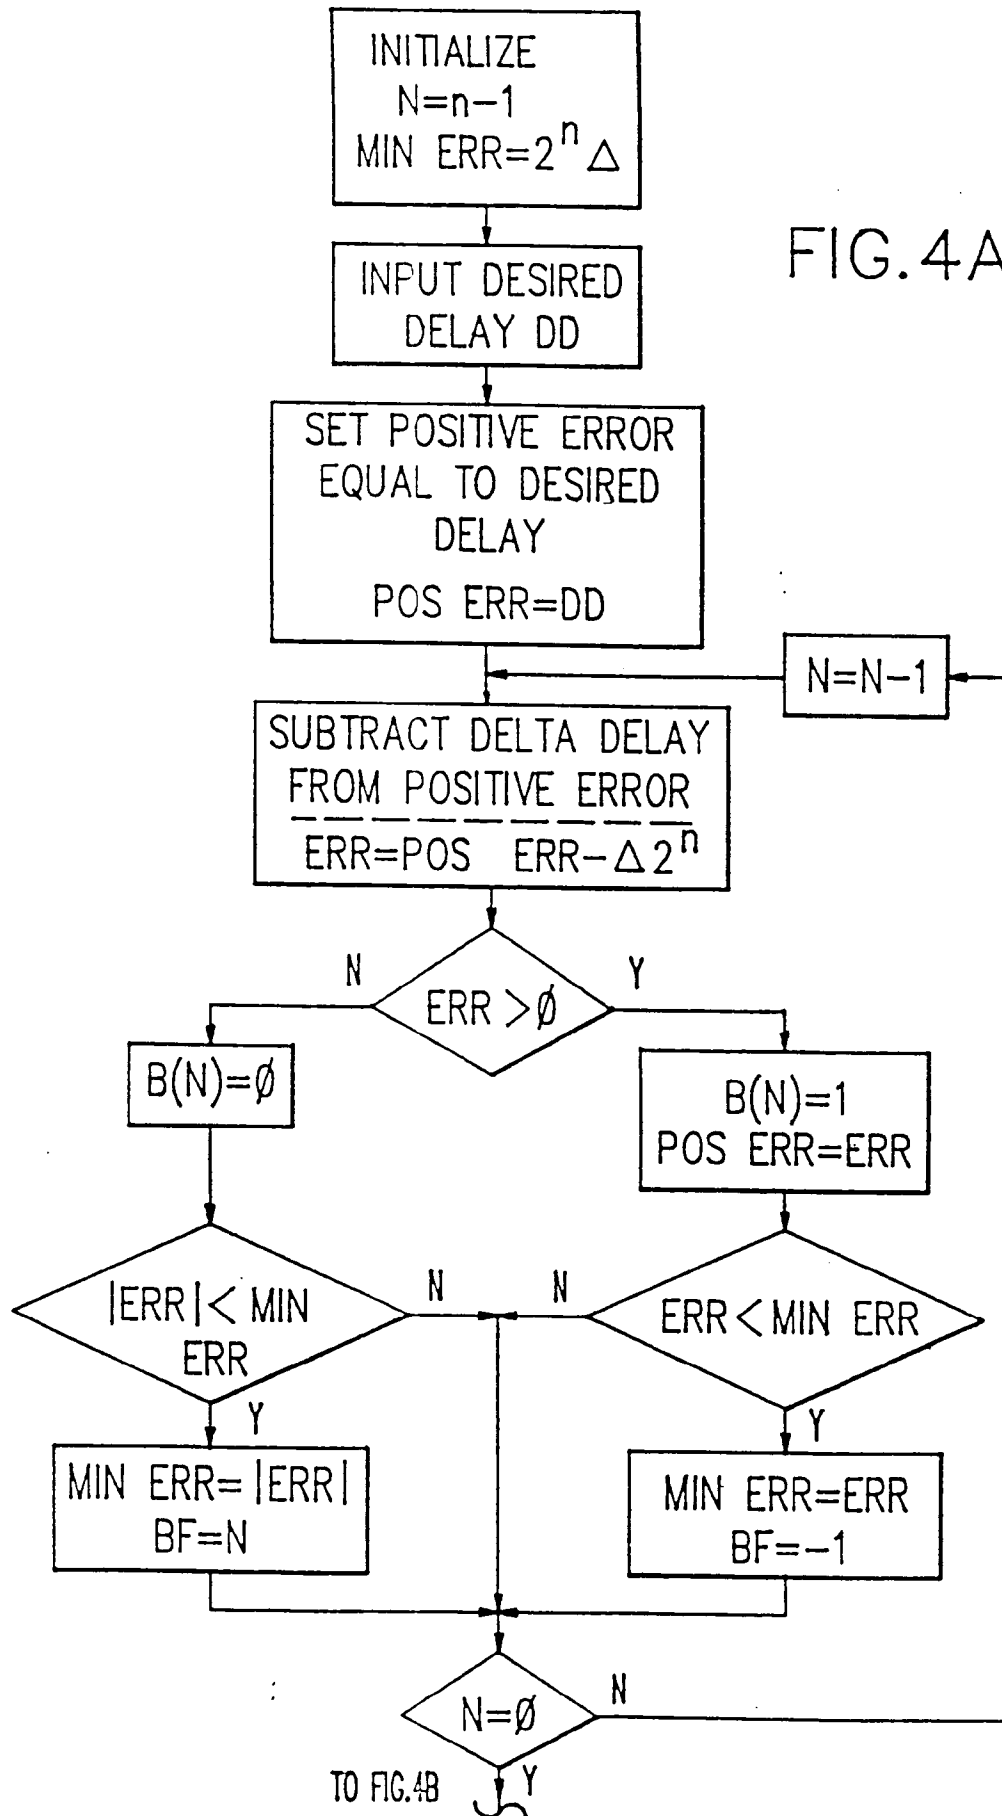 INITIALIZE
N=n-1
MIN ERR=2^n Δ
FIG.4A
INPUT DESIRED
DELAY DD
SET POSITIVE ERROR
EQUAL TO DESIRED
DELAY
POS ERR=DD
N=N-1
SUBTRACT DELTA DELAY
FROM POSITIVE ERROR
ERR=POS ERR-Δ2^n
N
Y
ERR>Ø
B(N)=Ø
B(N)=1
POS ERR=ERR
|ERR|<MIN
ERR
N
N
ERR<MIN ERR
Y
Y
MIN ERR=|ERR|
BF=N
MIN ERR=ERR
BF=-1
N=Ø
N
Y
TO FIG.4B